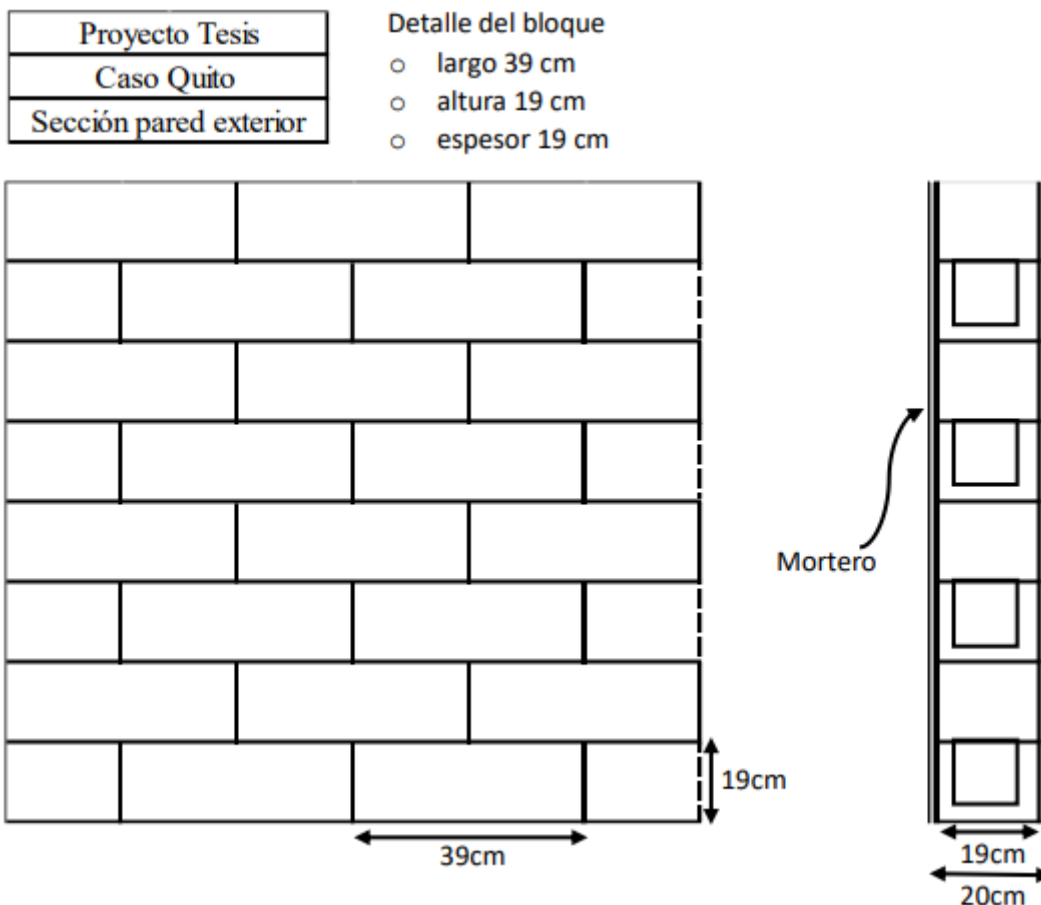 Proyecto Tesis
Caso Quito
Sección pared exterior
Detalle del bloque
○ largo 39 cm
○ altura 19 cm
○ espesor 19 cm
Mortero
19cm
39cm
19cm
20cm